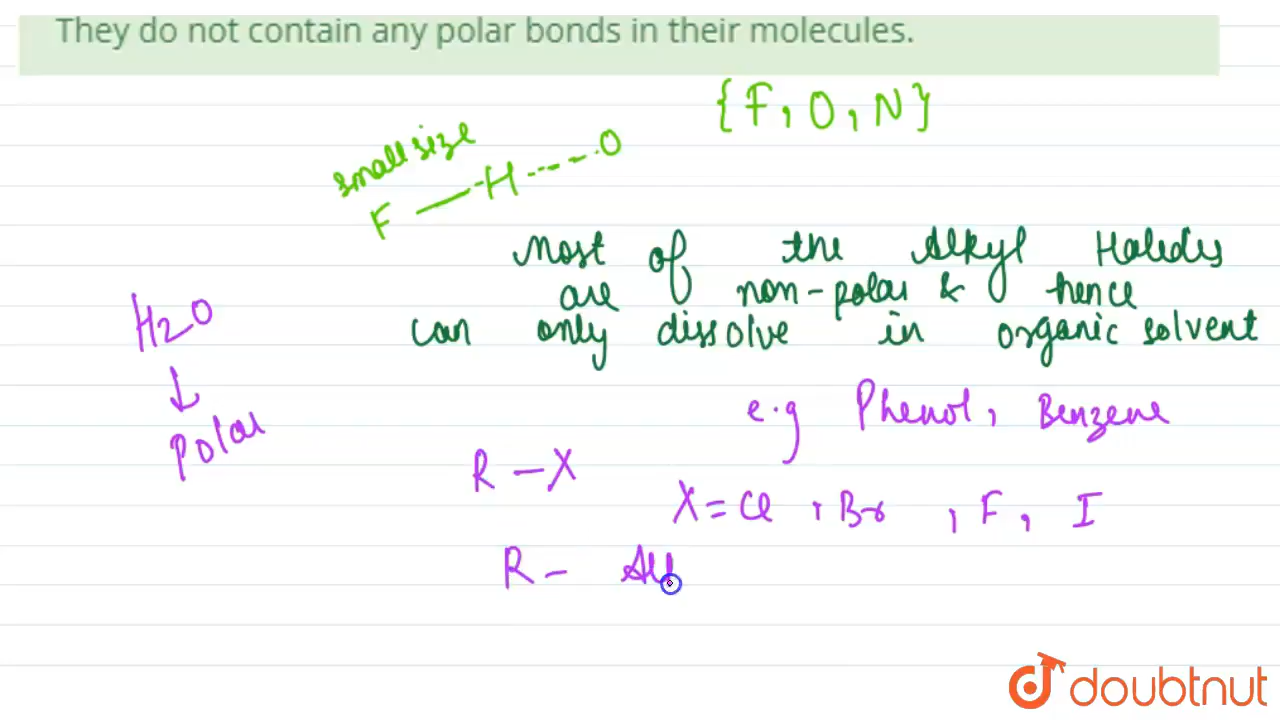 They do not contain any polar bonds in their molecules.
{F, O, N}
small size
F — H ---- O
Most of the Alkyl Halides
are non-polar & hence
can only dissolve in organic solvent
H2O
↓
Polar
e.g Phenol, Benzene
R - X
X = Cl, Br, F, I
R - All
doubtnut